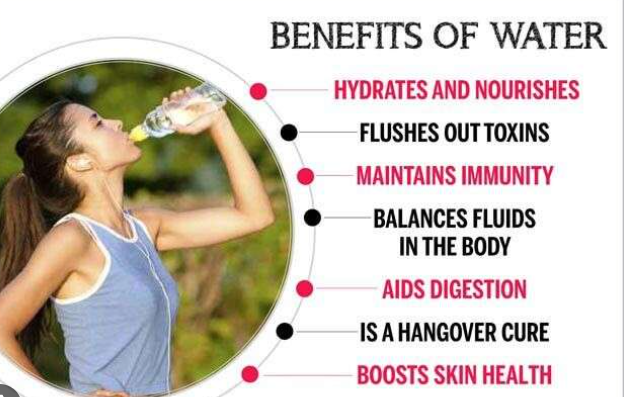 BENEFITS OF WATER
HYDRATES AND NOURISHES
FLUSHES OUT TOXINS
MAINTAINS IMMUNITY
BALANCES FLUIDS
IN THE BODY
AIDS DIGESTION
IS A HANGOVER CURE
BOOSTS SKIN HEALTH